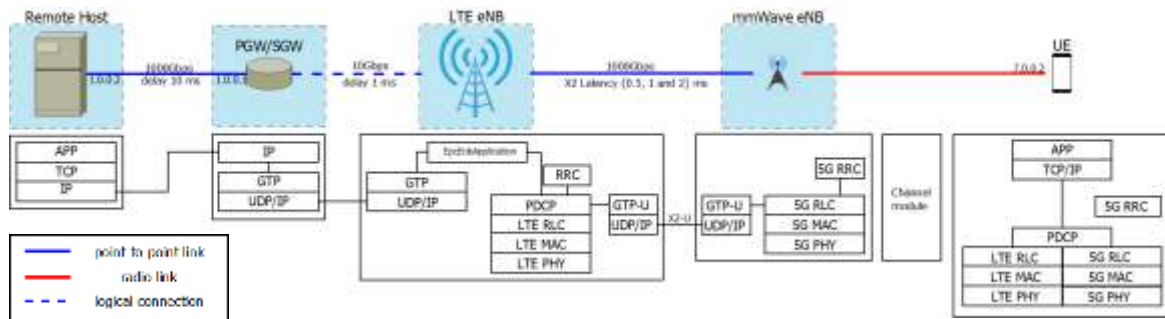 Remote Host
PGW/SGW
LTE eNB
mmWave eNB
UE
1000Gbps
delay 10 ms
1.0.0.2
10Gbps
delay 1 ms
1000Gbps
X2 Latency {0.5, 1 and 2} ms
7.0.0.2
APP
TCP
IP
IP
GTP
UDP/IP
EpcEnbApplication
GTP
UDP/IP
RRC
PDCP
LTE RLC
LTE MAC
LTE PHY
GTP-U
UDP/IP
X2-U
GTP-U
UDP/IP
5G RRC
5G RLC
5G MAC
5G PHY
Channel
module
APP
TCP/IP
5G RRC
PDCP
LTE RLC
5G RLC
LTE MAC
5G MAC
LTE PHY
5G PHY
point to point link
radio link
logical connection